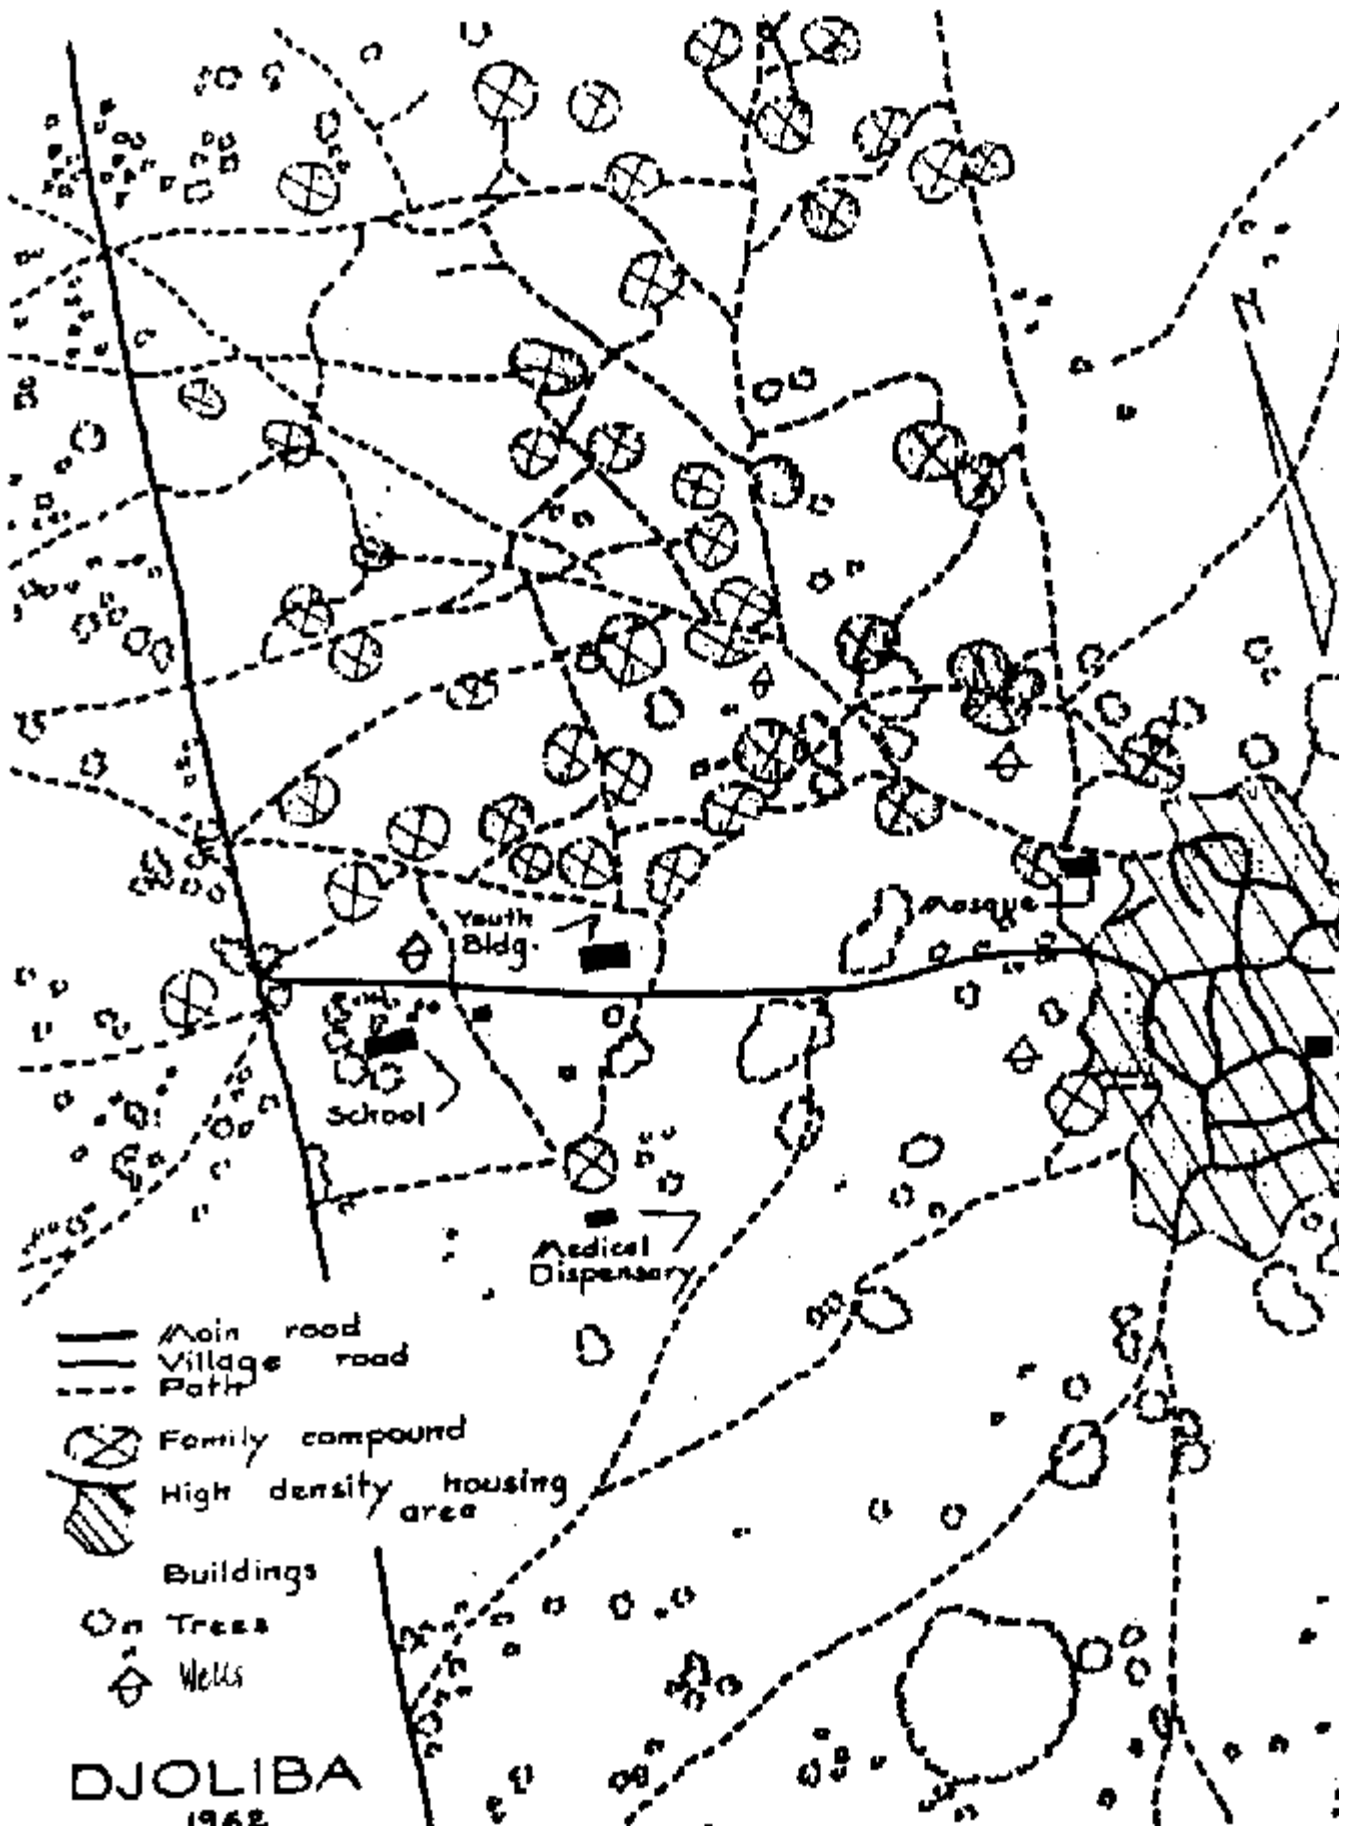 Youth
Bldg.
Mosque
School
Medical
Dispensary
Main road
Village road
Path
Family compound
High density housing
area
Buildings
Trees
Wells
DJOLIBA
1962